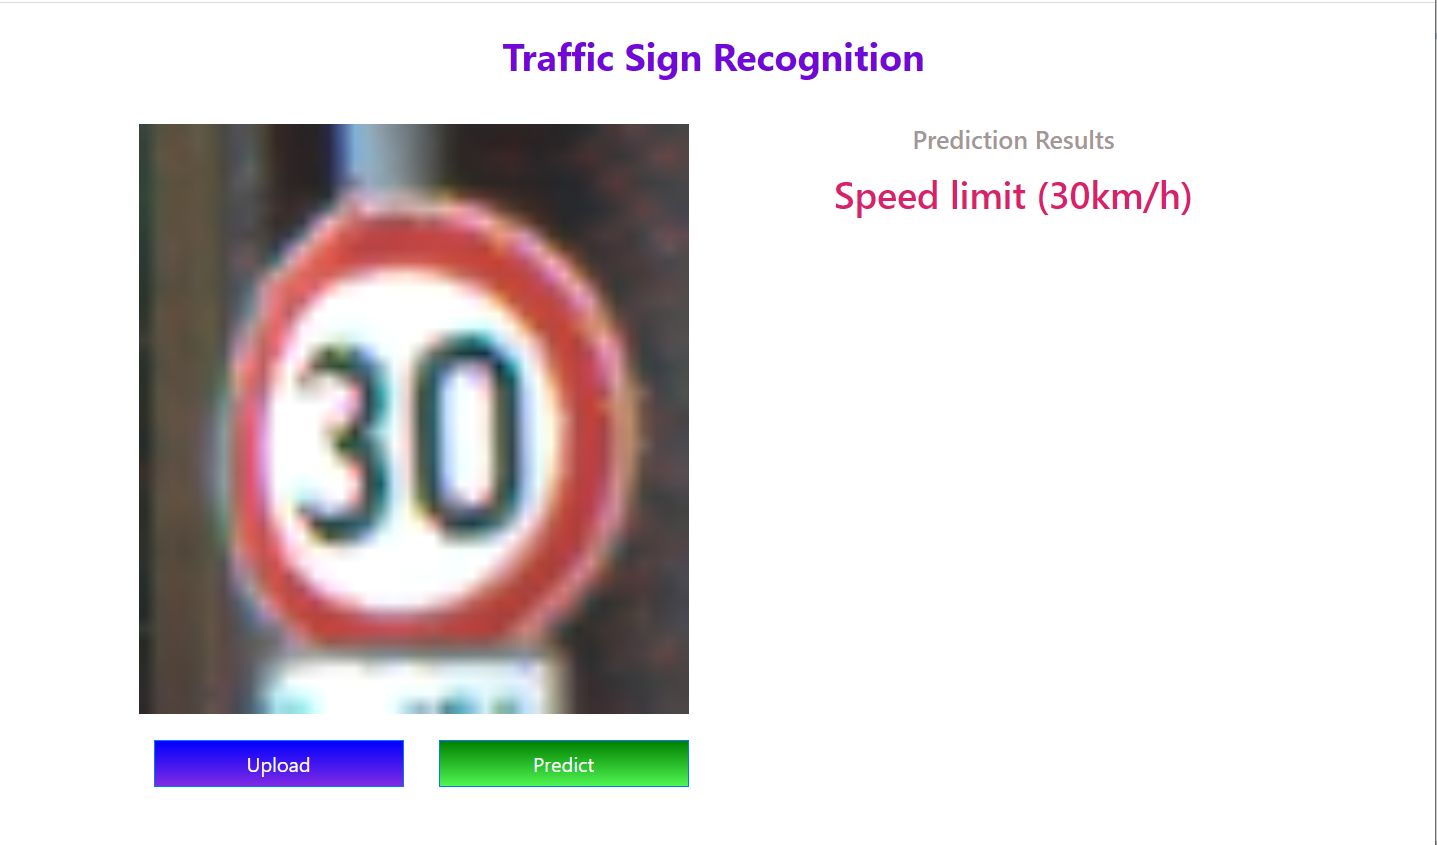 Traffic Sign Recognition
30
Upload
Predict
Prediction Results
Speed limit (30km/h)